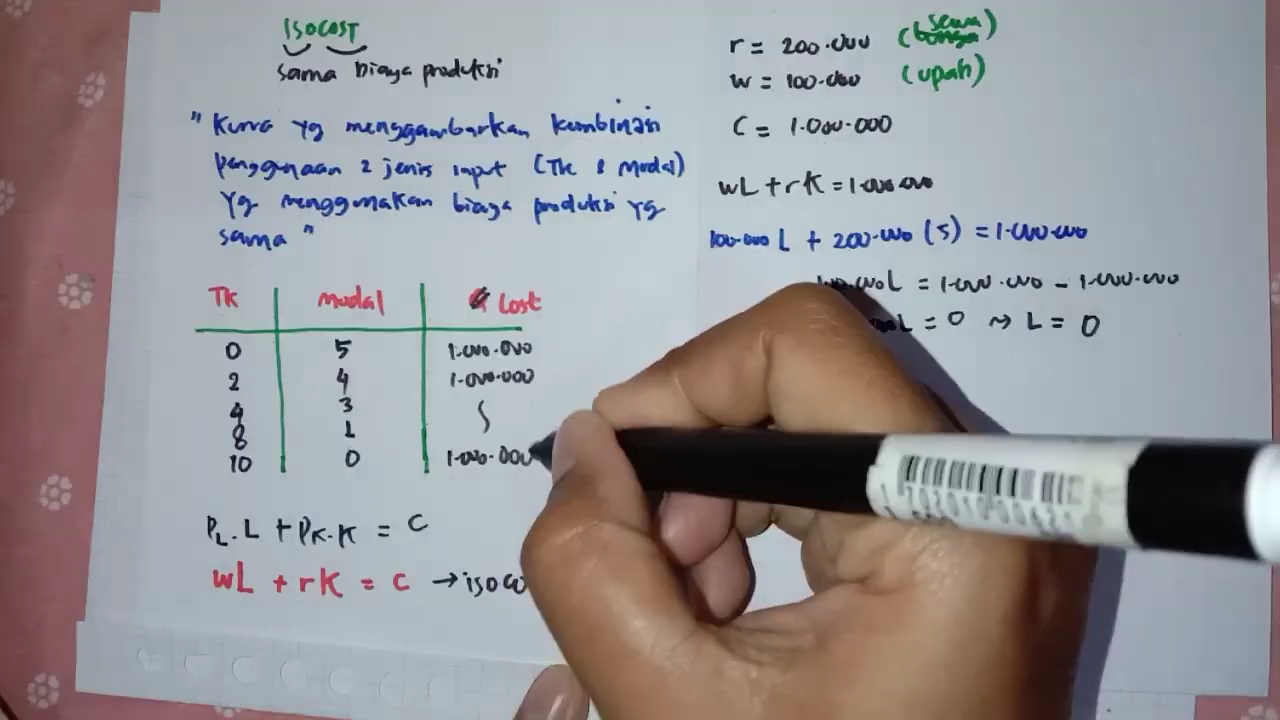 isocost
sama biaya produksi
" Kurva yg menggambarkan kombinasi
penggunaan 2 jenis input (TK & Modal)
yg menggunakan biaya produksi yg
sama "
TK modal Cost
0 5 1.000.000
2 4 1.000.000
4 3
8 1
10 0 1.000.000
PL.L + PK.K = C
wL + rK = C →
r = 200.000 (sewa)
w = 100.000 (upah)
C = 1.000.000
wL + rK = 1.000.000
100.000 L + 200.000 (5) = 1.000.000
L = 1.000.000 - 1.000.000
L = 0 ~> L = 0